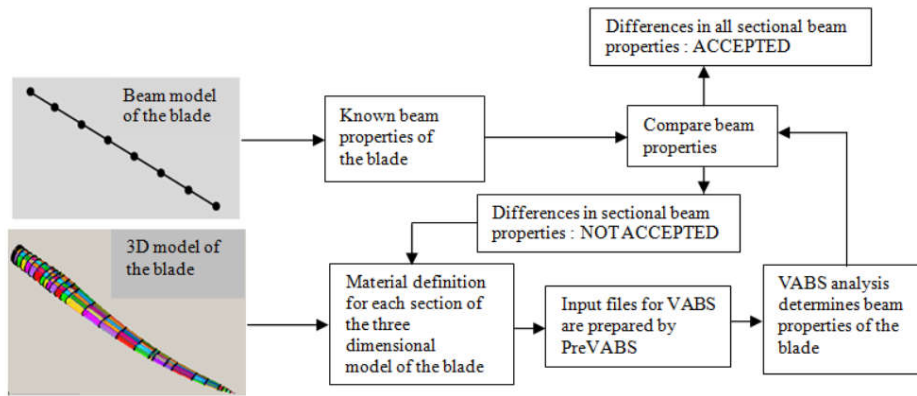 Differences in all sectional beam
properties : ACCEPTED
Beam model
of the blade
Known beam
properties of
the blade
Compare beam
properties
Differences in sectional beam
properties : NOT ACCEPTED
3D model of
the blade
Material definition
for each section of
the three
dimensional
model of the blade
Input files for VABS
are prepared by
PreVABS
VABS analysis
determines beam
properties of the
blade